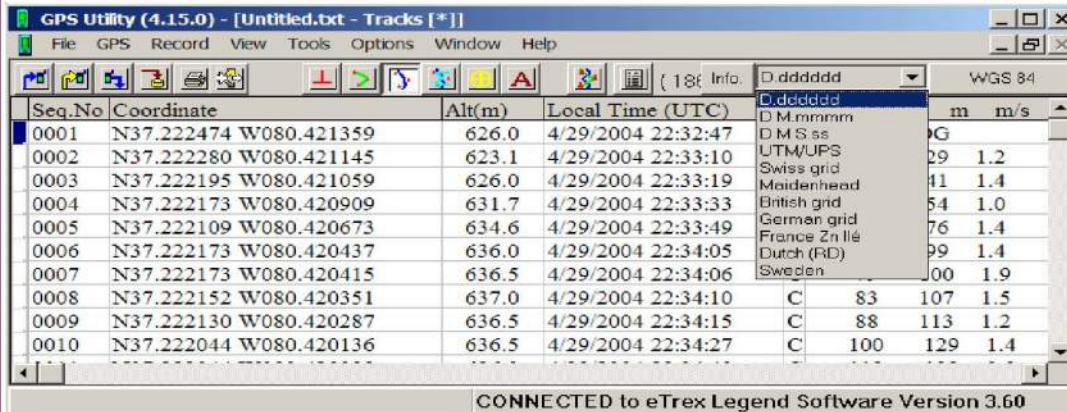 GPS Utility (4.15.0) - [Untitled.txt - Tracks [*]]
File GPS Record View Tools Options Window Help
A ( 18 Info. D.dddddd WGS 84
Seq.No Coordinate Alt(m) Local Time (UTC) m m/s
D.dddddd
D M.mmmm
D M S.ss
UTM/UPS
Swiss grid
Maidenhead
British grid
German grid
France Zn IIé
Dutch (RD)
Sweden
0001 N37.222474 W080.421359 626.0 4/29/2004 22:32:47 OG
0002 N37.222280 W080.421145 623.1 4/29/2004 22:33:10 29 1.2
0003 N37.222195 W080.421059 626.0 4/29/2004 22:33:19 41 1.4
0004 N37.222173 W080.420909 631.7 4/29/2004 22:33:33 54 1.0
0005 N37.222109 W080.420673 634.6 4/29/2004 22:33:49 76 1.4
0006 N37.222173 W080.420437 636.0 4/29/2004 22:34:05 99 1.4
0007 N37.222173 W080.420415 636.5 4/29/2004 22:34:06 00 1.9
0008 N37.222152 W080.420351 637.0 4/29/2004 22:34:10 C 83 107 1.5
0009 N37.222130 W080.420287 636.5 4/29/2004 22:34:15 C 88 113 1.2
0010 N37.222044 W080.420136 636.5 4/29/2004 22:34:27 C 100 129 1.4
CONNECTED to eTrex Legend Software Version 3.60